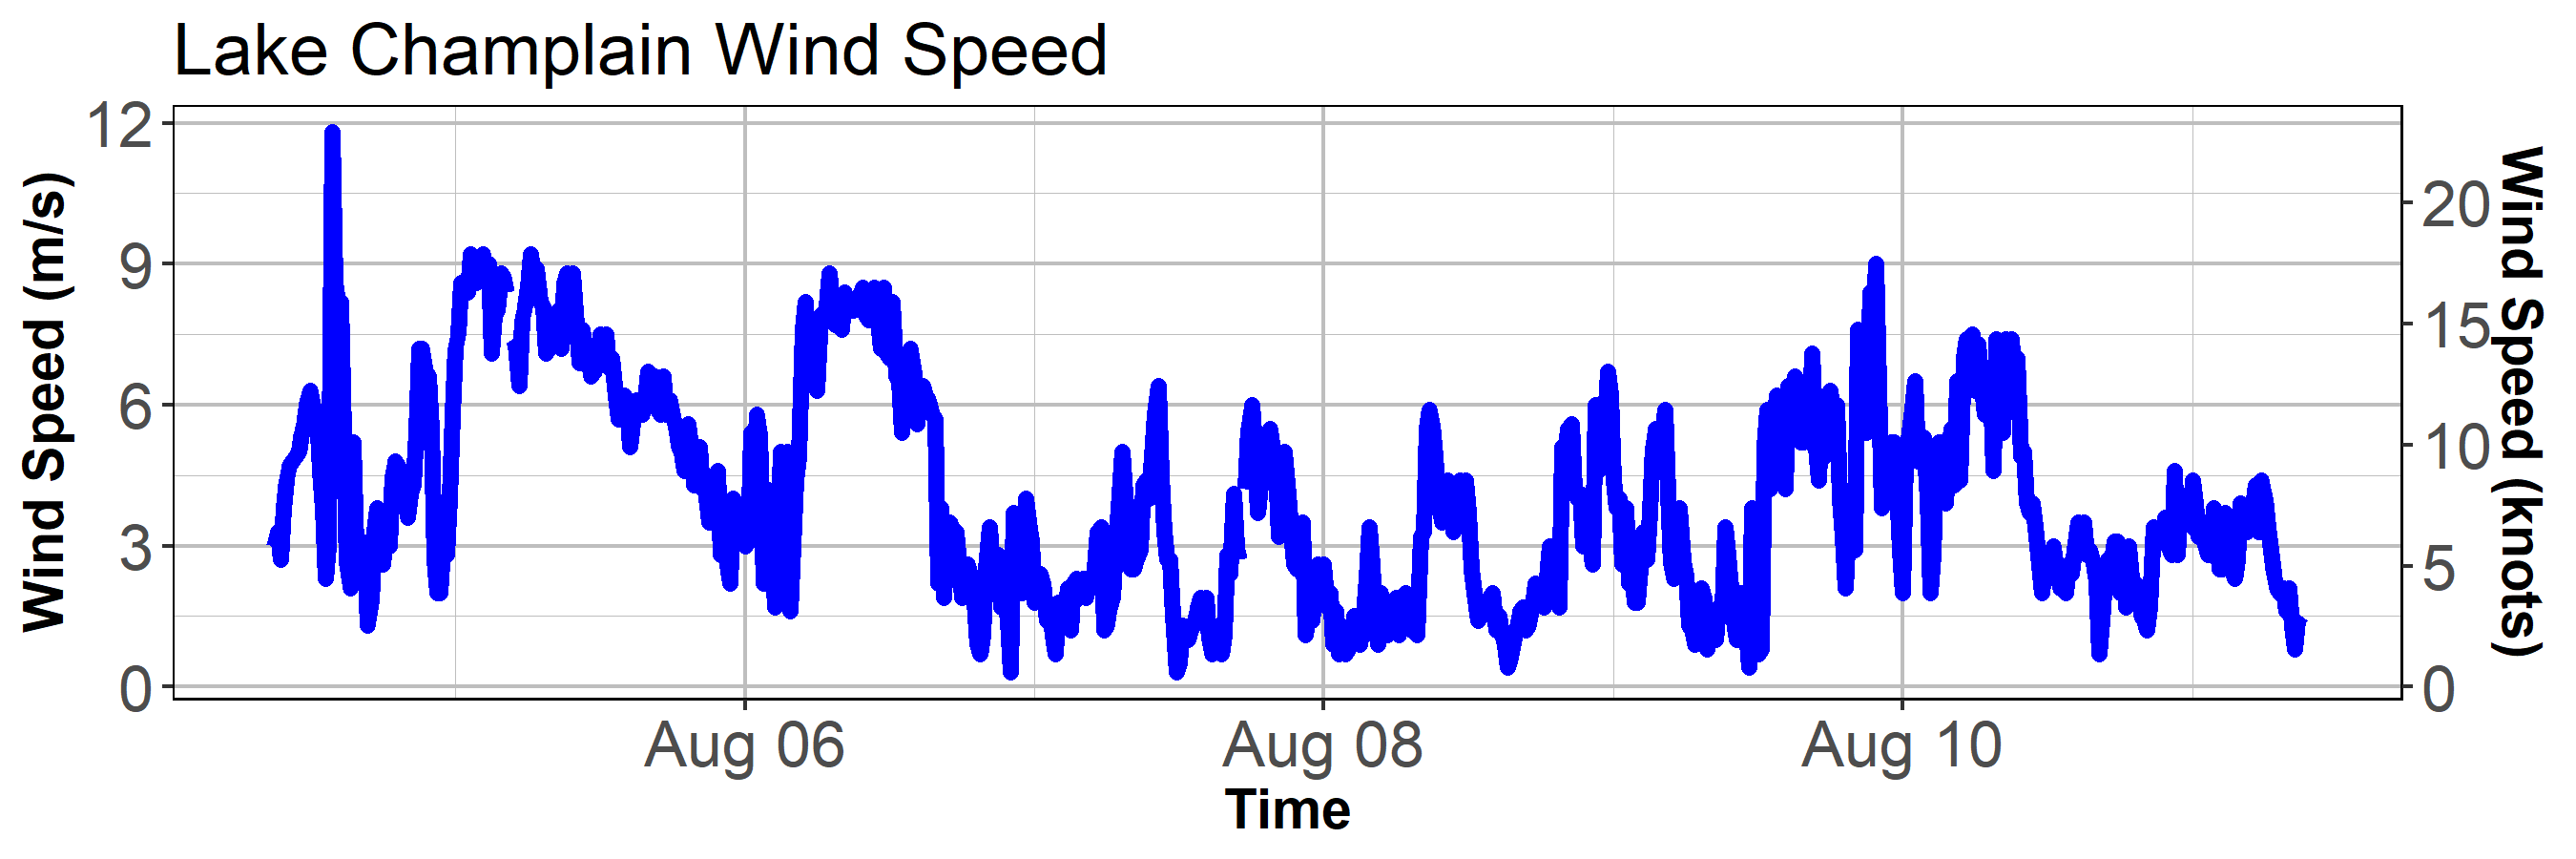 Lake Champlain Wind Speed
Wind Speed (m/s)
12
9
6
3
0
20
15
10
5
0
Wind Speed (knots)
Aug 06 Aug 08 Aug 10
Time